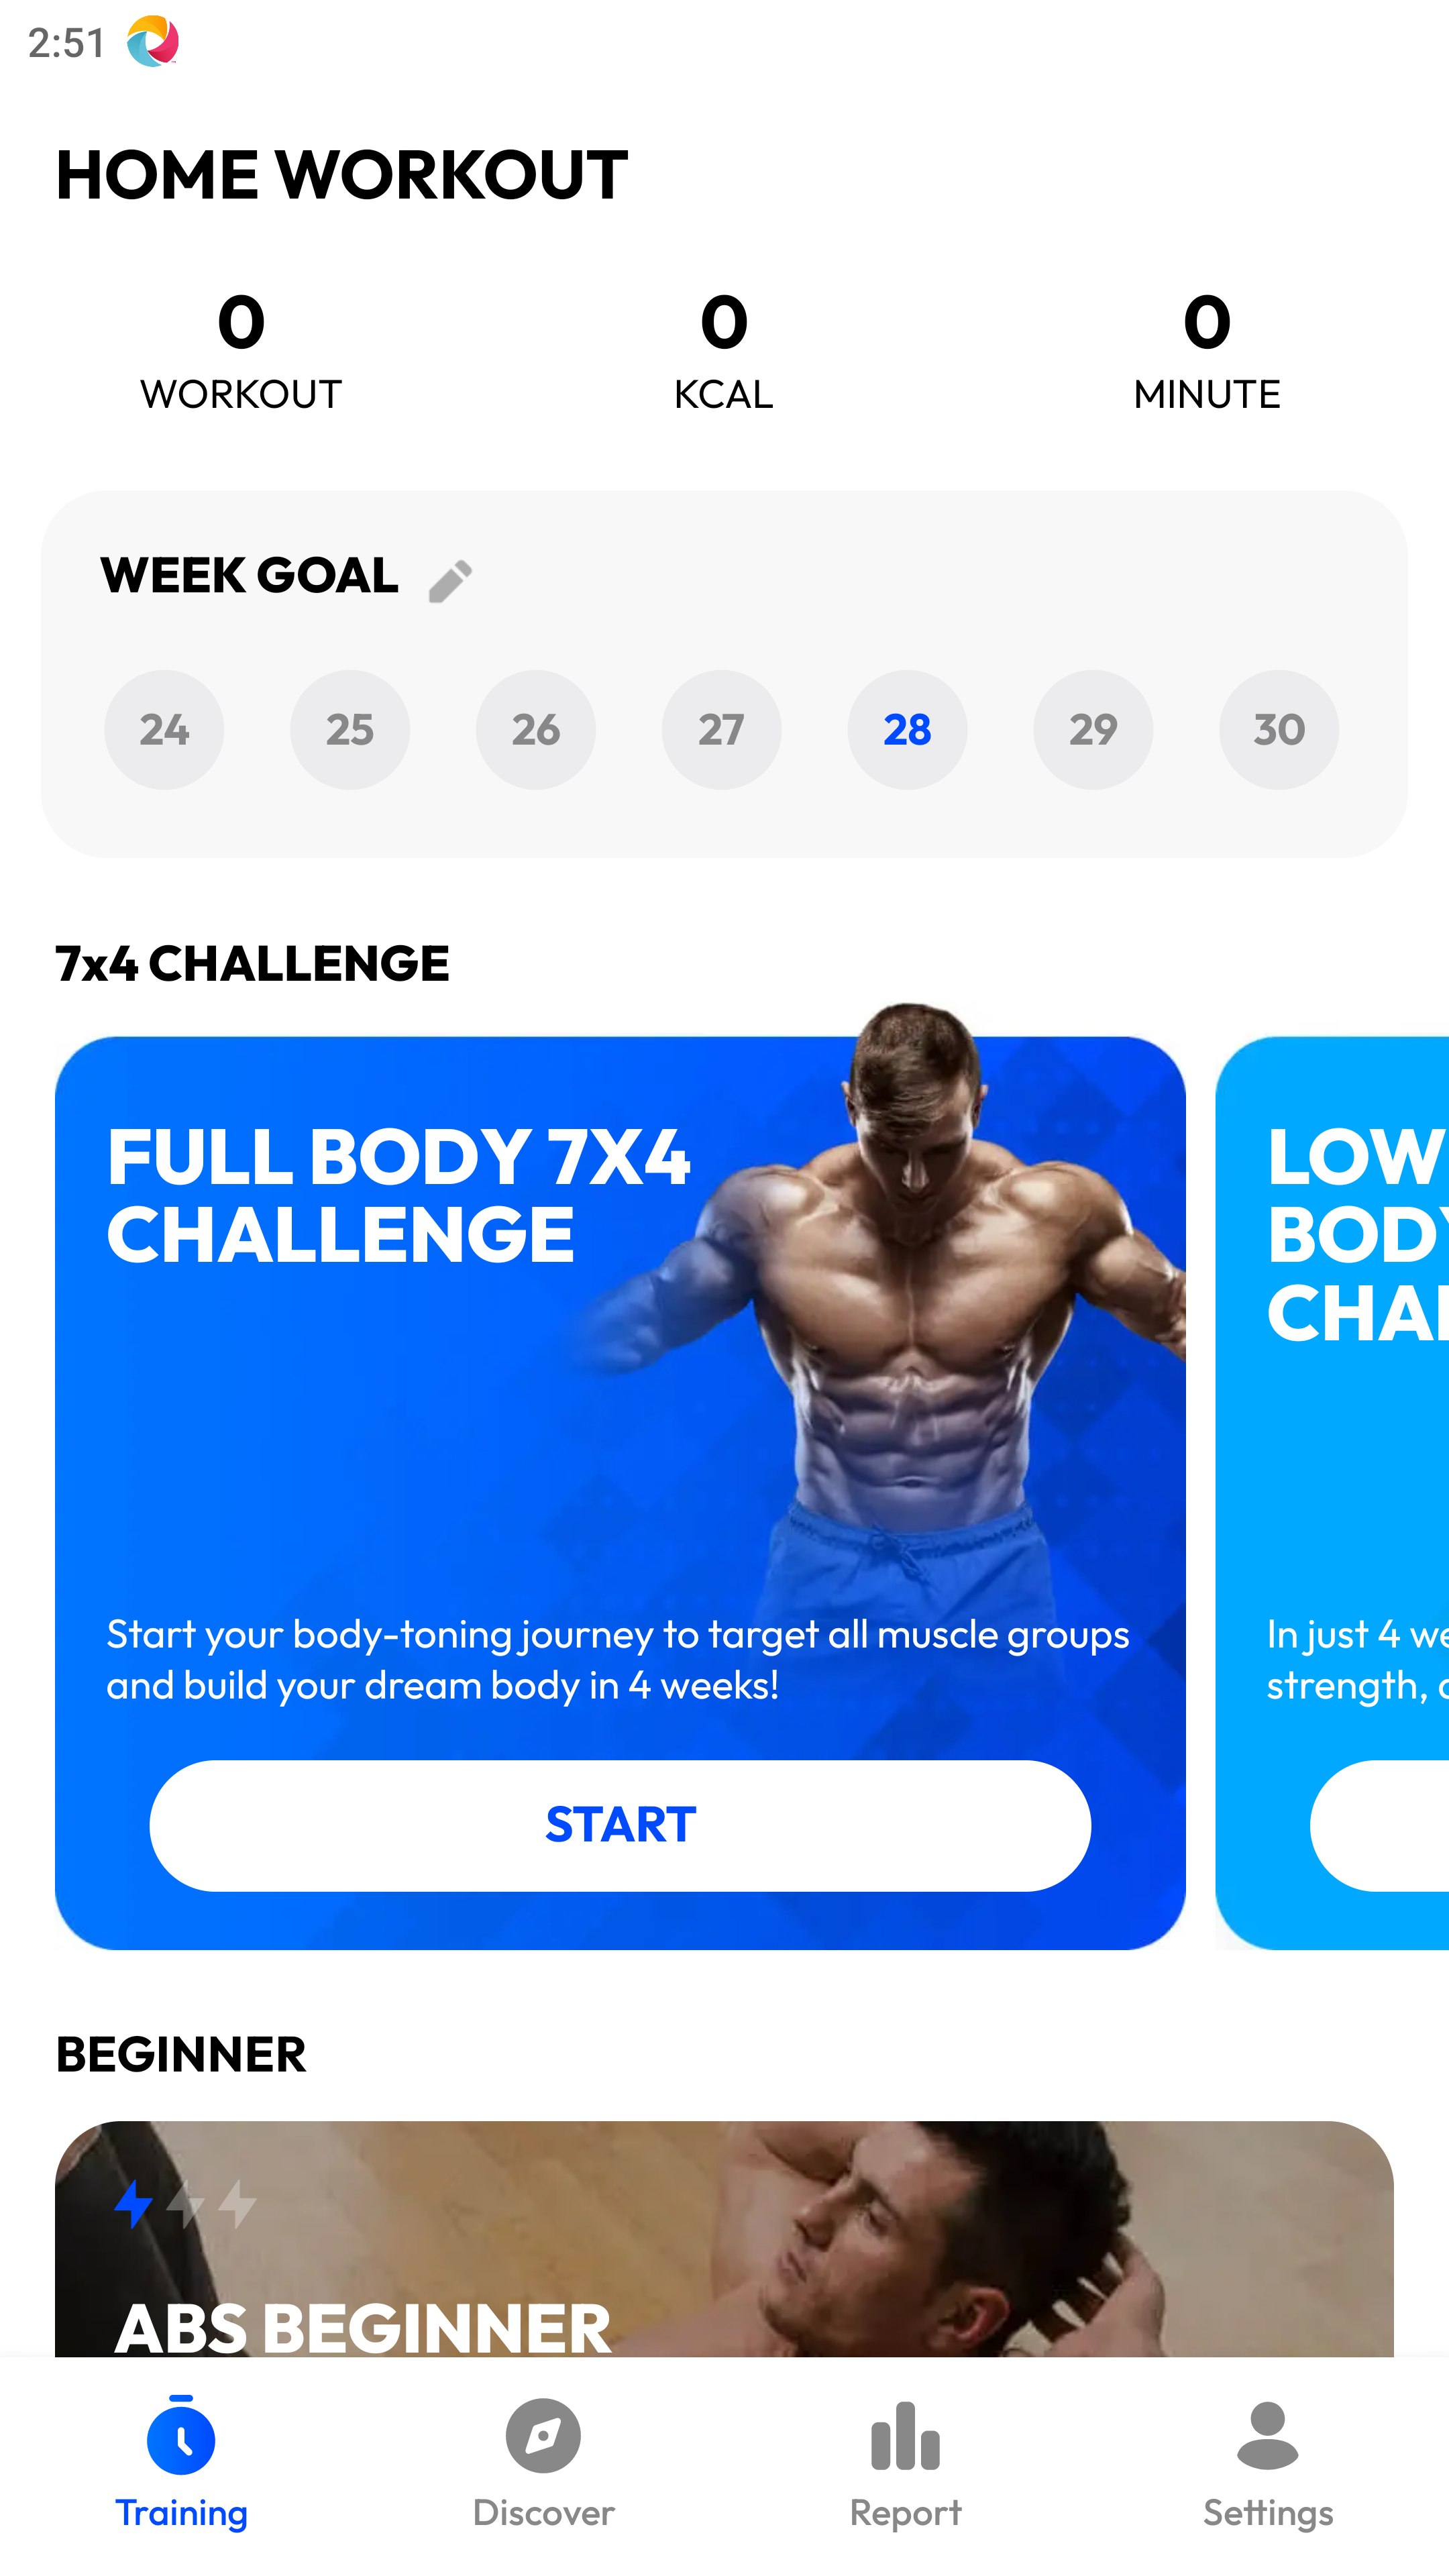 2:51
HOME WORKOUT
0
WORKOUT
0
KCAL
0
MINUTE
WEEK GOAL
24 25 26 27 28 29 30
7x4 CHALLENGE
FULL BODY 7X4
CHALLENGE
Start your body-toning journey to target all muscle groups
and build your dream body in 4 weeks!
START
LOW
BODY
CHAL
In just 4 we
strength,
BEGINNER
ABS BEGINNER
Training
Discover
Report
Settings